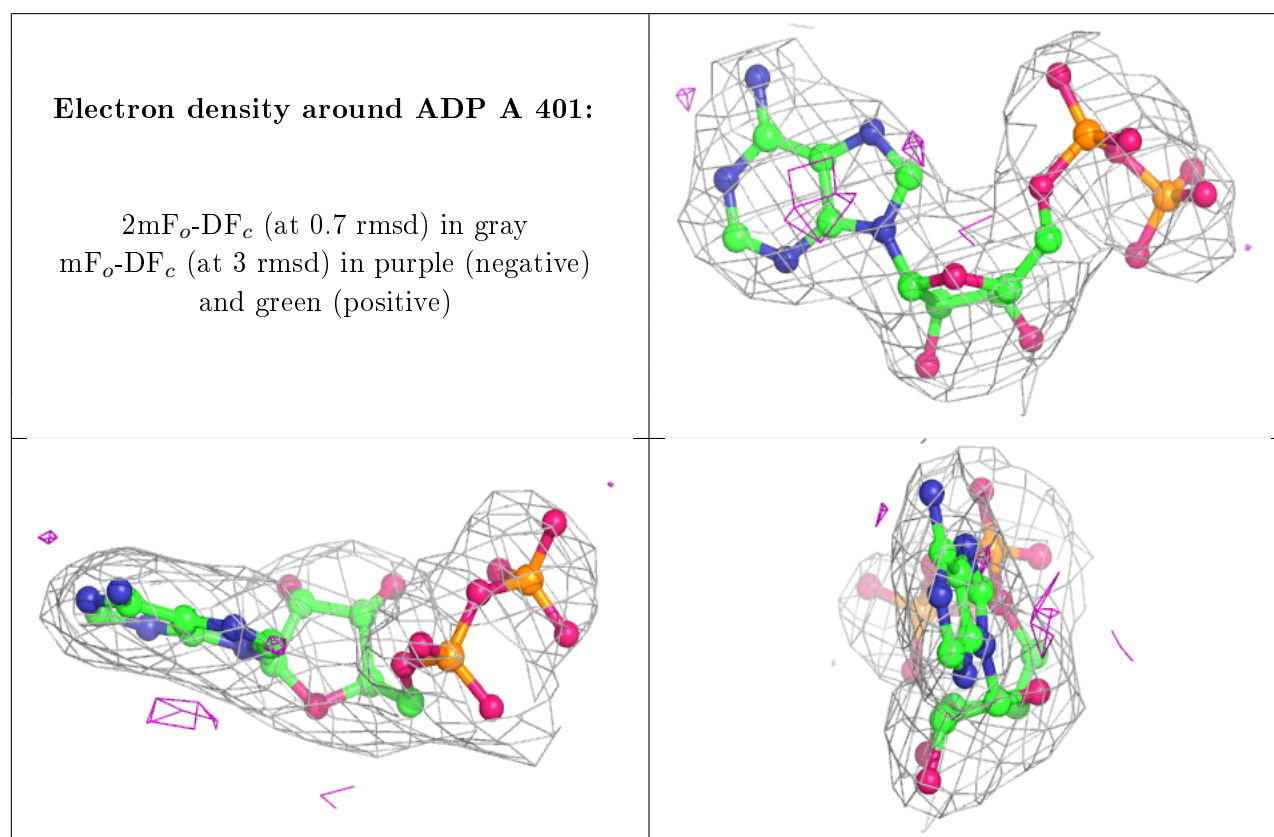 Electron density around ADP A 401:
2mFₒ-DF𝒸 (at 0.7 rmsd) in gray
mFₒ-DF𝒸 (at 3 rmsd) in purple (negative)
and green (positive)